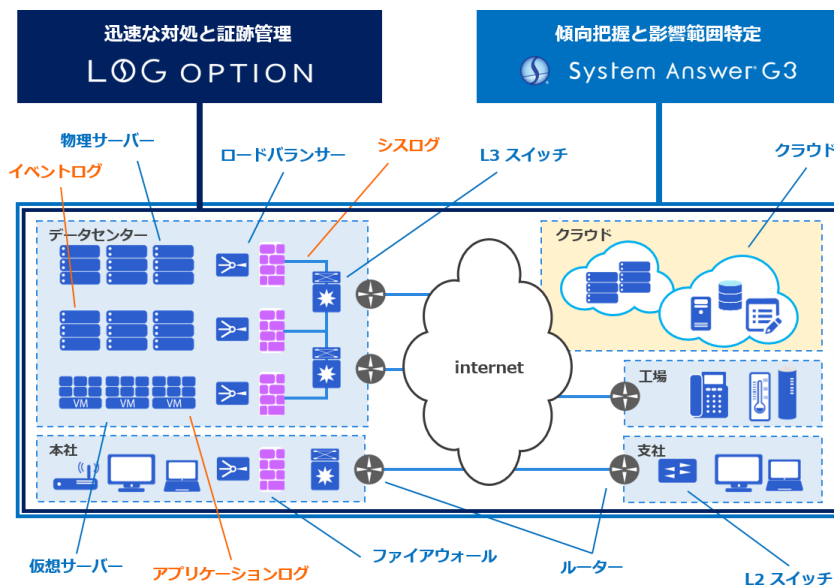 迅速な対処と証跡管理
LOG OPTION
傾向把握と影響範囲特定
System Answer G3
物理サーバー
イベントログ
ロードバランサー
シスログ
L3 スイッチ
クラウド
データセンター
クラウド
internet
VM
VM
VM
工場
本社
支社
仮想サーバー
アプリケーションログ
ファイアウォール
ルーター
L2 スイッチ